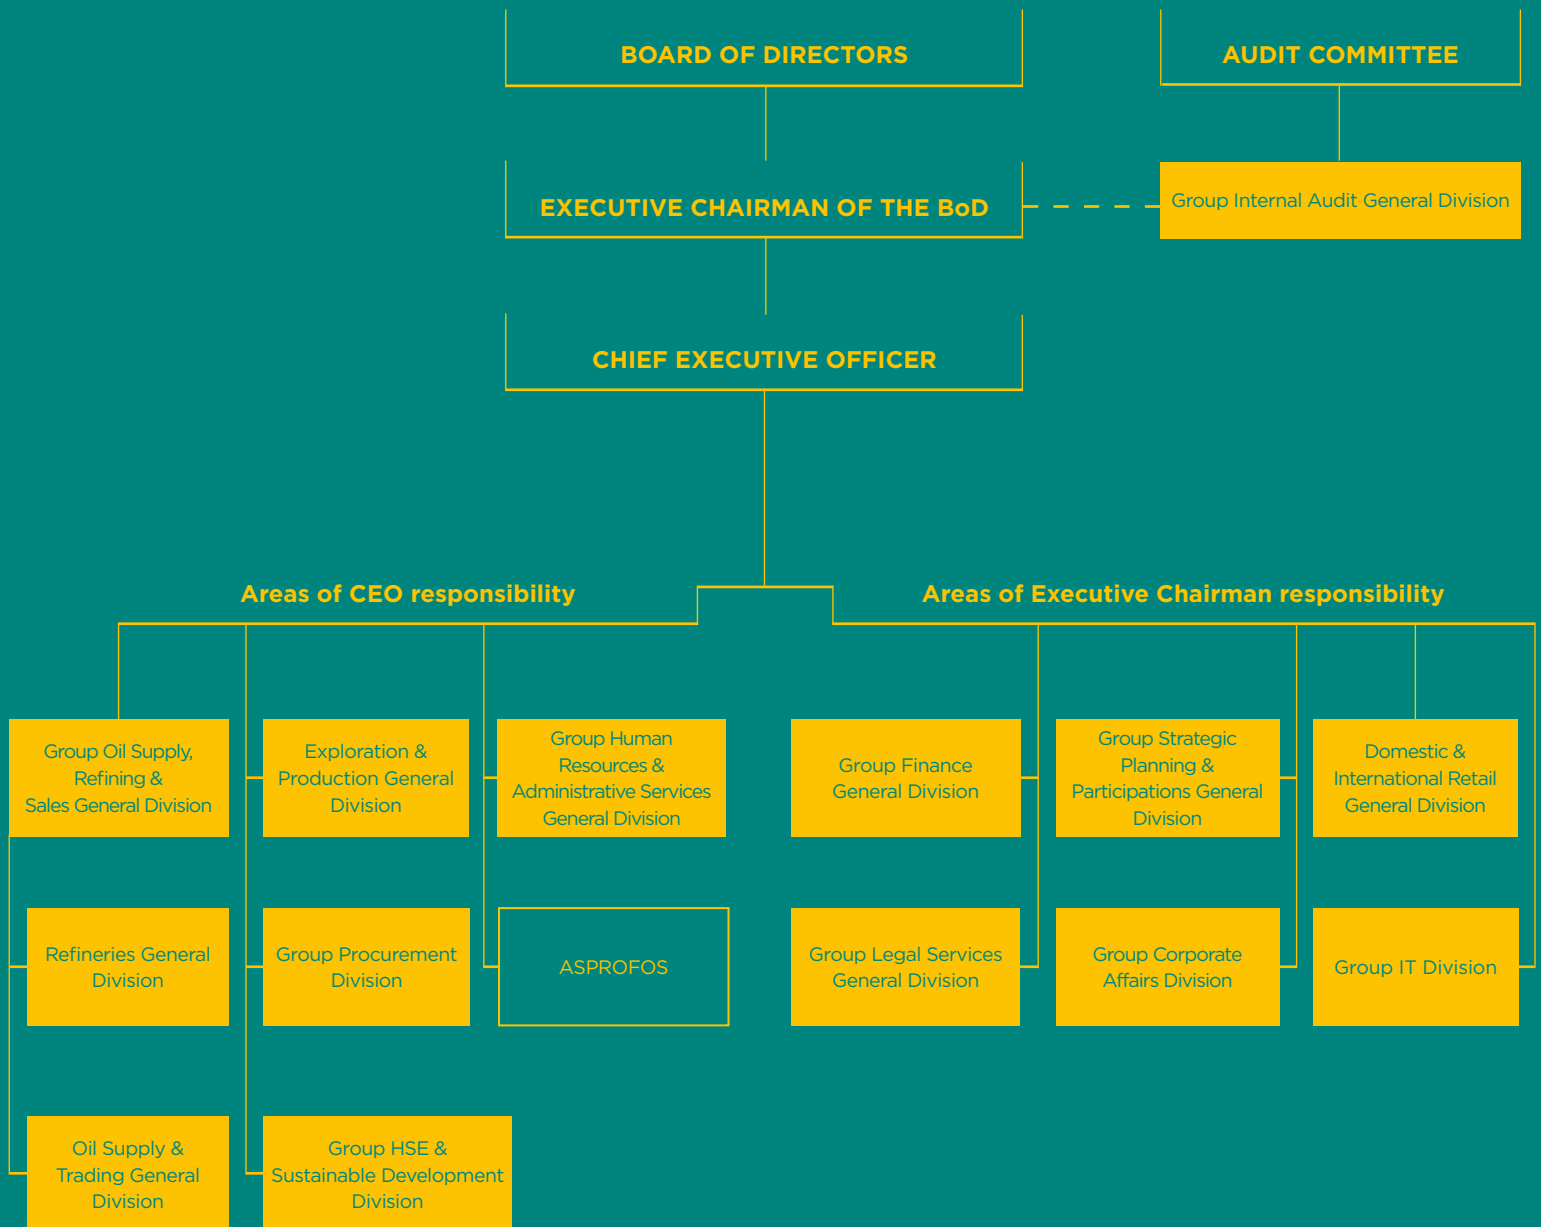 BOARD OF DIRECTORS
AUDIT COMMITTEE
EXECUTIVE CHAIRMAN OF THE BoD
Group Internal Audit General Division
CHIEF EXECUTIVE OFFICER
Areas of CEO responsibility
Areas of Executive Chairman responsibility
Group Oil Supply,
Refining &
Sales General Division
Exploration &
Production General
Division
Group Human
Resources &
Administrative Services
General Division
Group Finance
General Division
Group Strategic
Planning &
Participations General
Division
Domestic &
International Retail
General Division
Refineries General
Division
Group Procurement
Division
ASPROFOS
Group Legal Services
General Division
Group Corporate
Affairs Division
Group IT Division
Oil Supply &
Trading General
Division
Group HSE &
Sustainable Development
Division